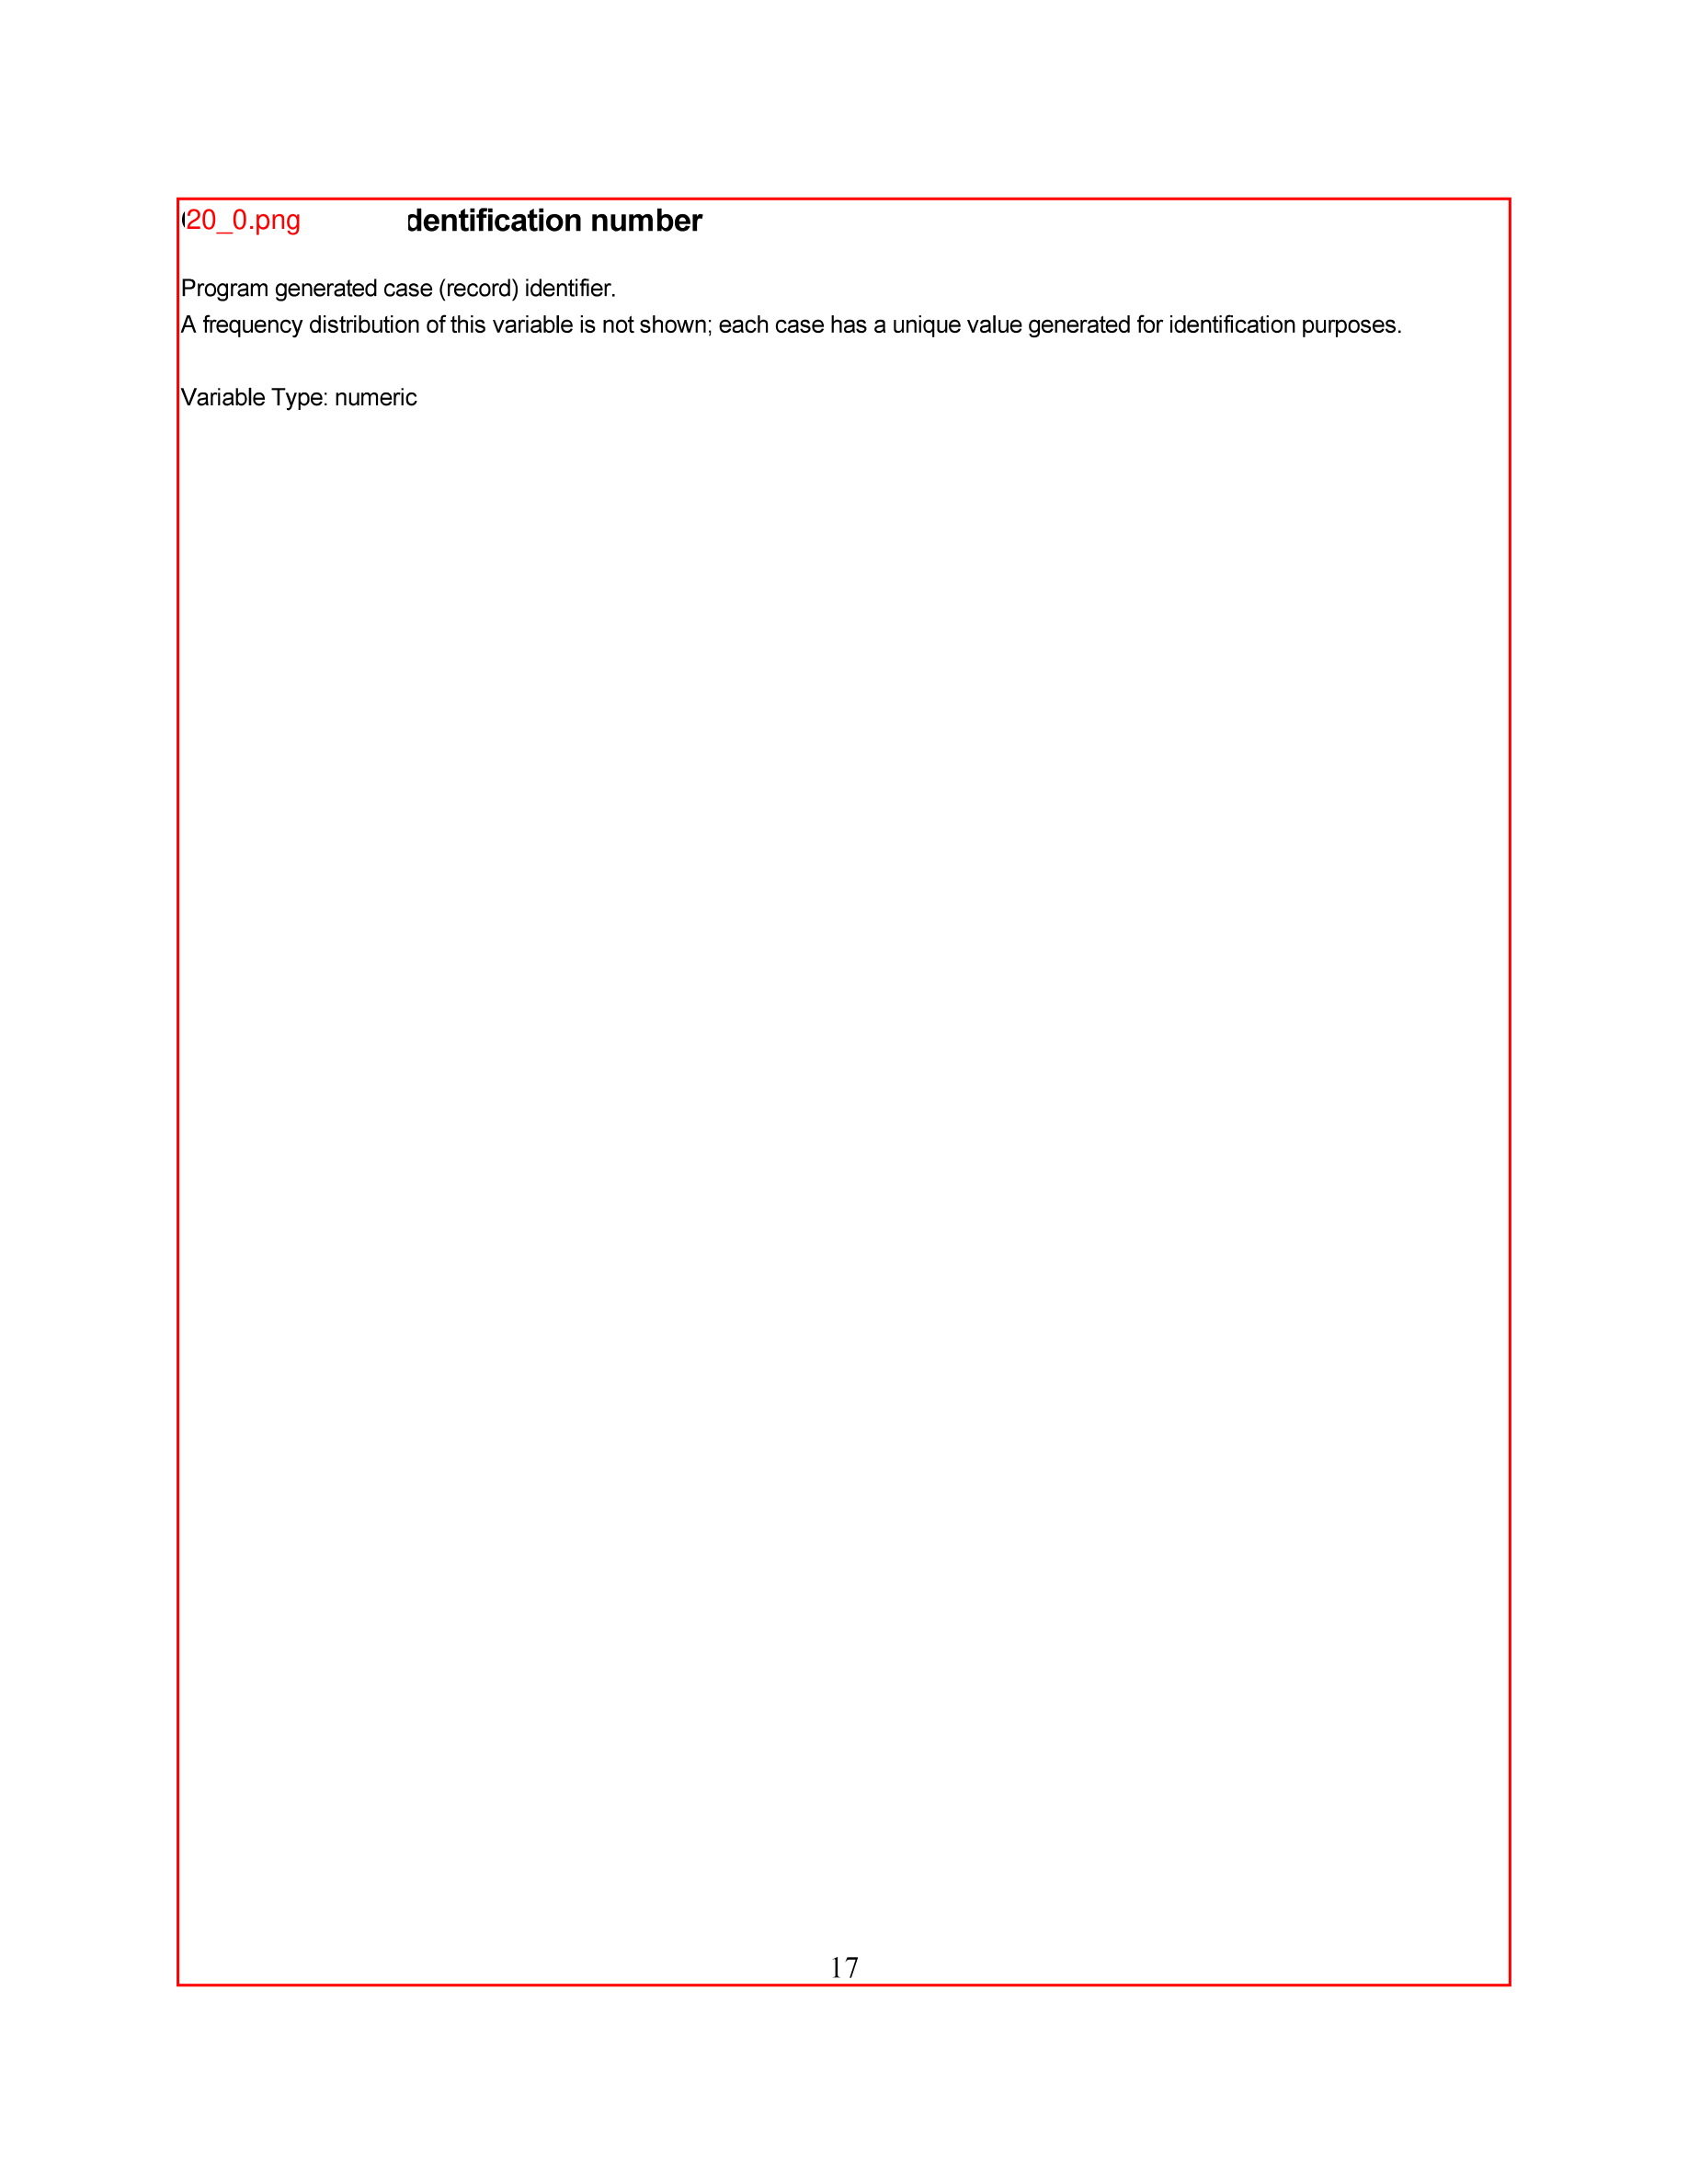 20_0.png dentification number
Program generated case (record) identifier.
A frequency distribution of this variable is not shown; each case has a unique value generated for identification purposes.
Variable Type: numeric
17